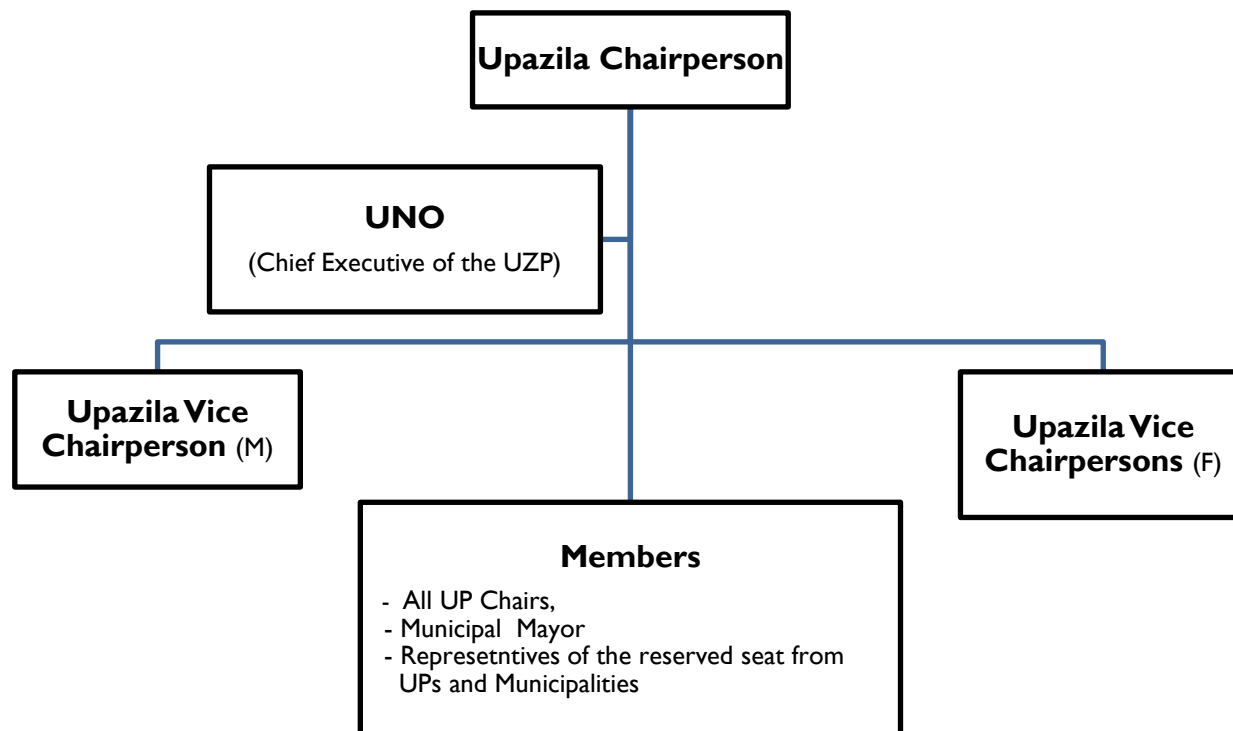 Upazila Chairperson
UNO
(Chief Executive of the UZP)
Upazila Vice
Chairperson (M)
Upazila Vice
Chairpersons (F)
Members
- All UP Chairs,
- Municipal Mayor
- Represetntives of the reserved seat from
UPs and Municipalities